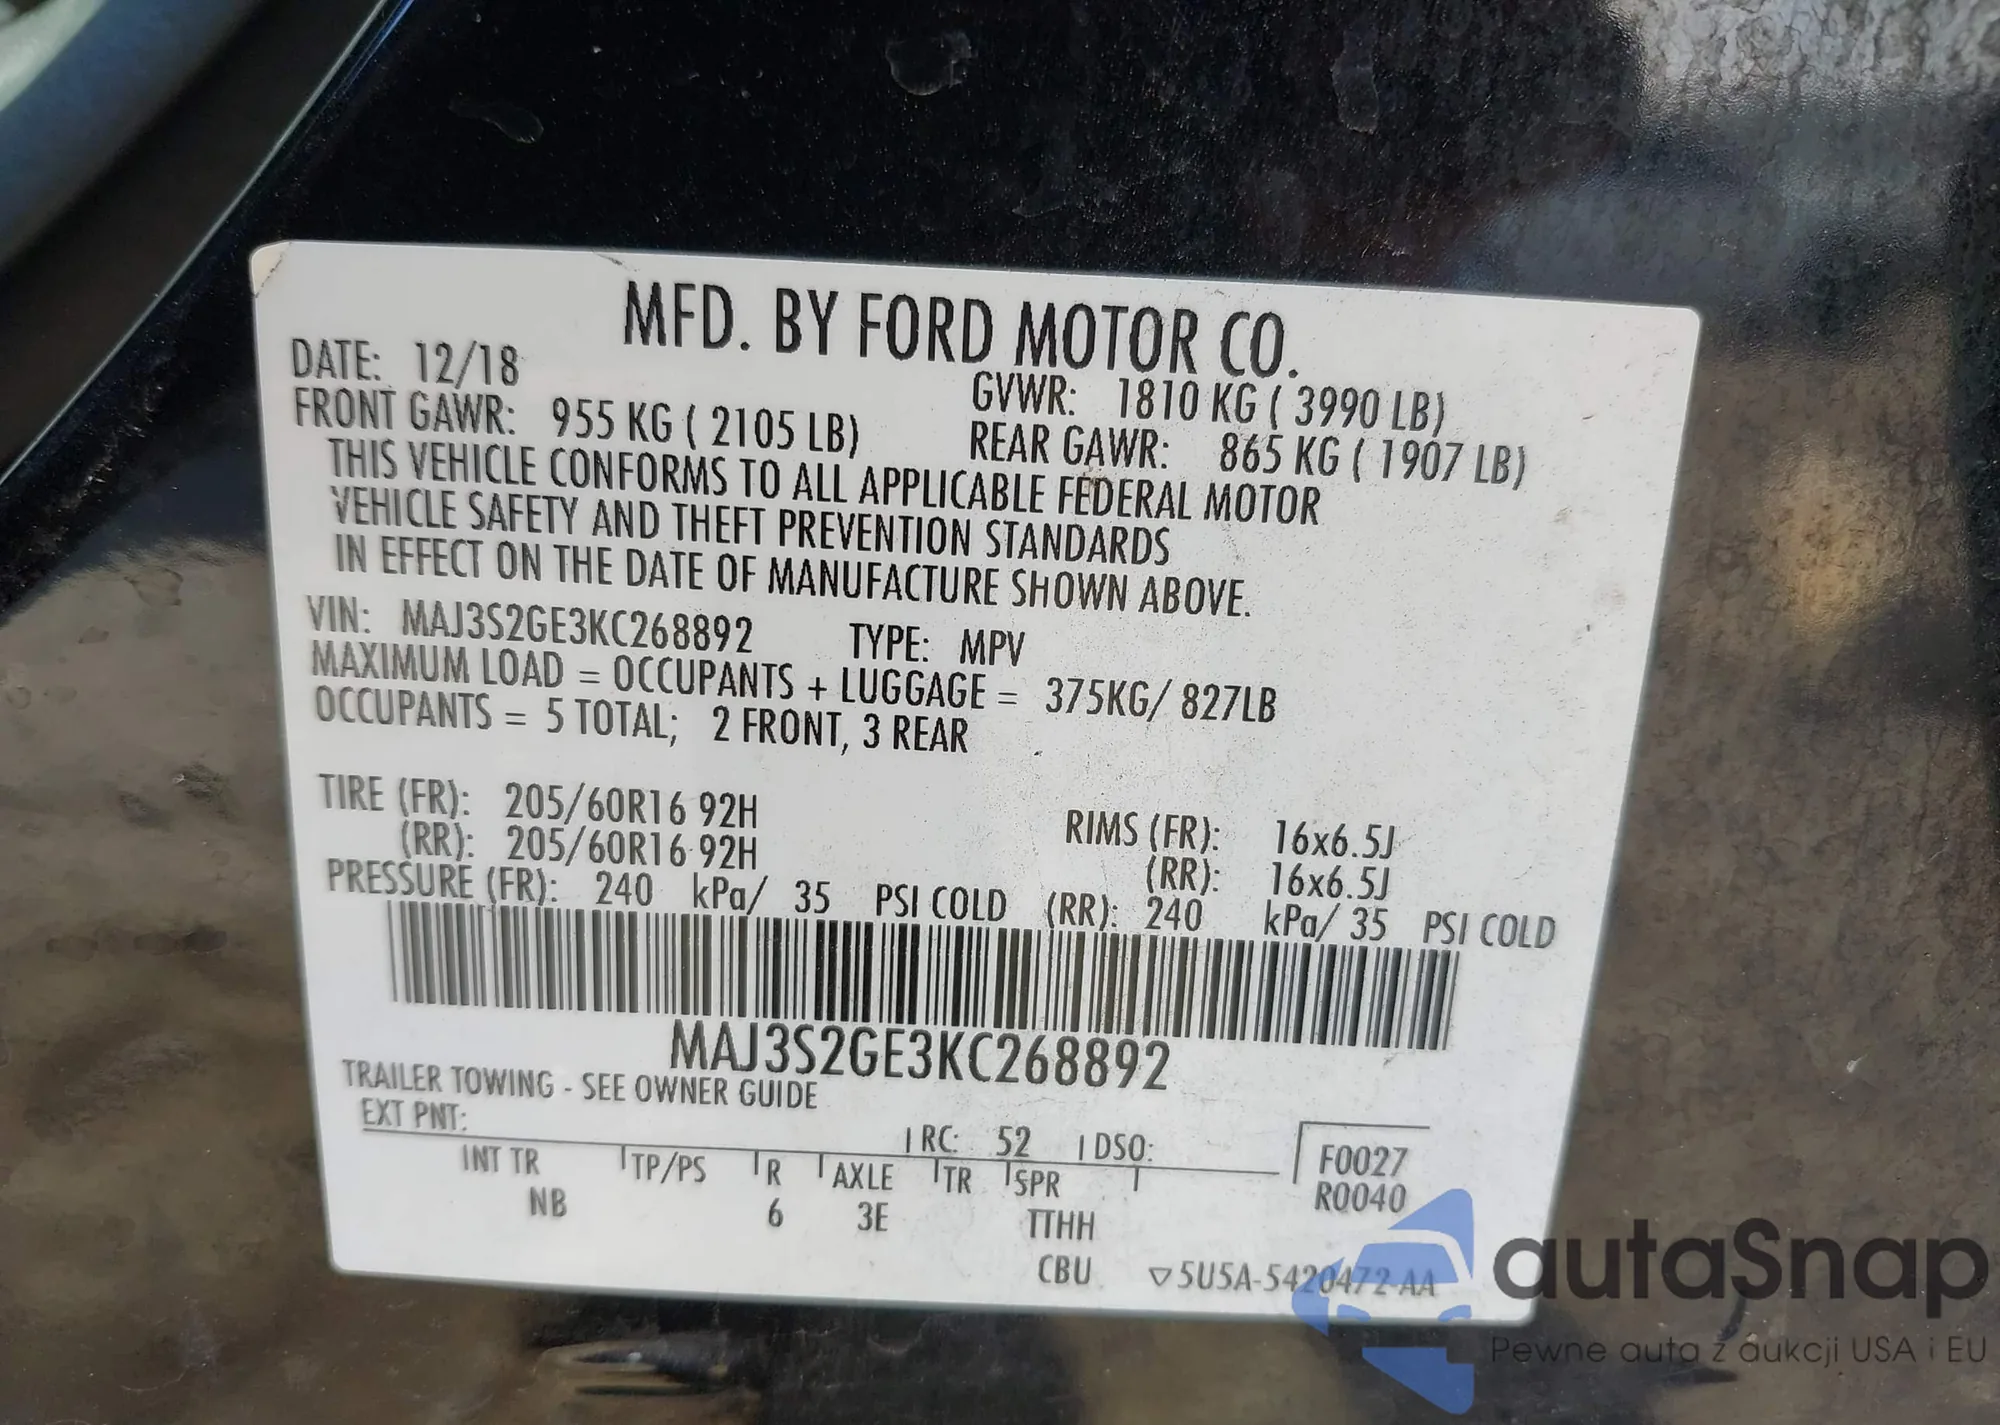 MFD. BY FORD MOTOR CO.
DATE: 12/18
GVWR: 1810 KG ( 3990 LB)
FRONT GAWR: 955 KG ( 2105 LB)
REAR GAWR: 865 KG ( 1907 LB)
THIS VEHICLE CONFORMS TO ALL APPLICABLE FEDERAL MOTOR
VEHICLE SAFETY AND THEFT PREVENTION STANDARDS
IN EFFECT ON THE DATE OF MANUFACTURE SHOWN ABOVE.
VIN: MAJ3S2GE3KC268892 TYPE: MPV
MAXIMUM LOAD = OCCUPANTS + LUGGAGE = 375KG/ 827LB
OCCUPANTS = 5 TOTAL; 2 FRONT, 3 REAR
TIRE (FR): 205/60R16 92H RIMS (FR): 16x6.5J
(RR): 205/60R16 92H (RR): 16x6.5J
PRESSURE (FR): 240 kPa/ 35 PSI COLD (RR): 240 kPa/ 35 PSI COLD
MAJ3S2GE3KC268892
TRAILER TOWING - SEE OWNER GUIDE
EXT PNT: RC: 52 DSO: F0027
R0040
INT TR TP/PS R AXLE TR SPR
NB 6 3E TTHH
CBU ▽5U5A-5420472-AA
autaSnap
Pewne auta z aukcji USA i EU